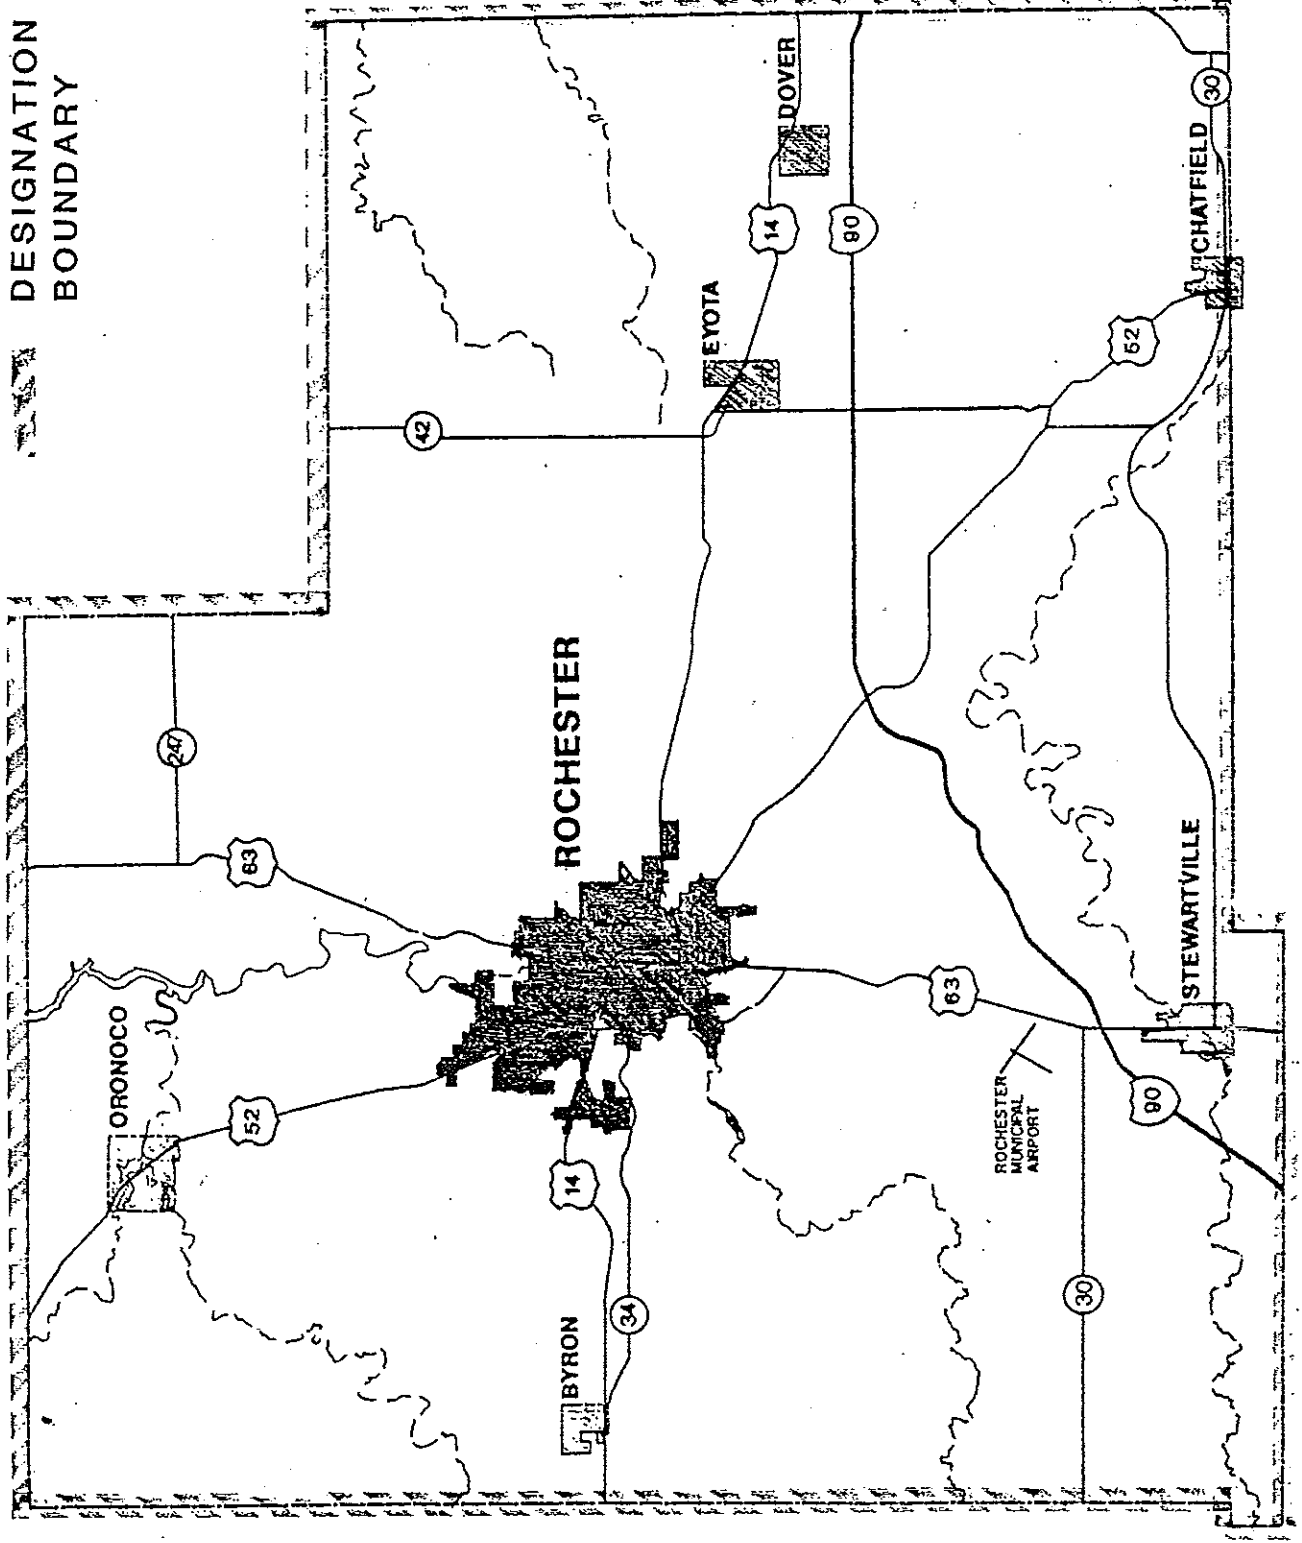 DESIGNATION
BOUNDARY
ORONOCO
52
63
247
42
ROCHESTER
BYRON
14
34
EYOTA
14
DOVER
90
ROCHESTER
MUNICIPAL
AIRPORT
63
30
90
STEWARTVILLE
52
CHATFIELD
30